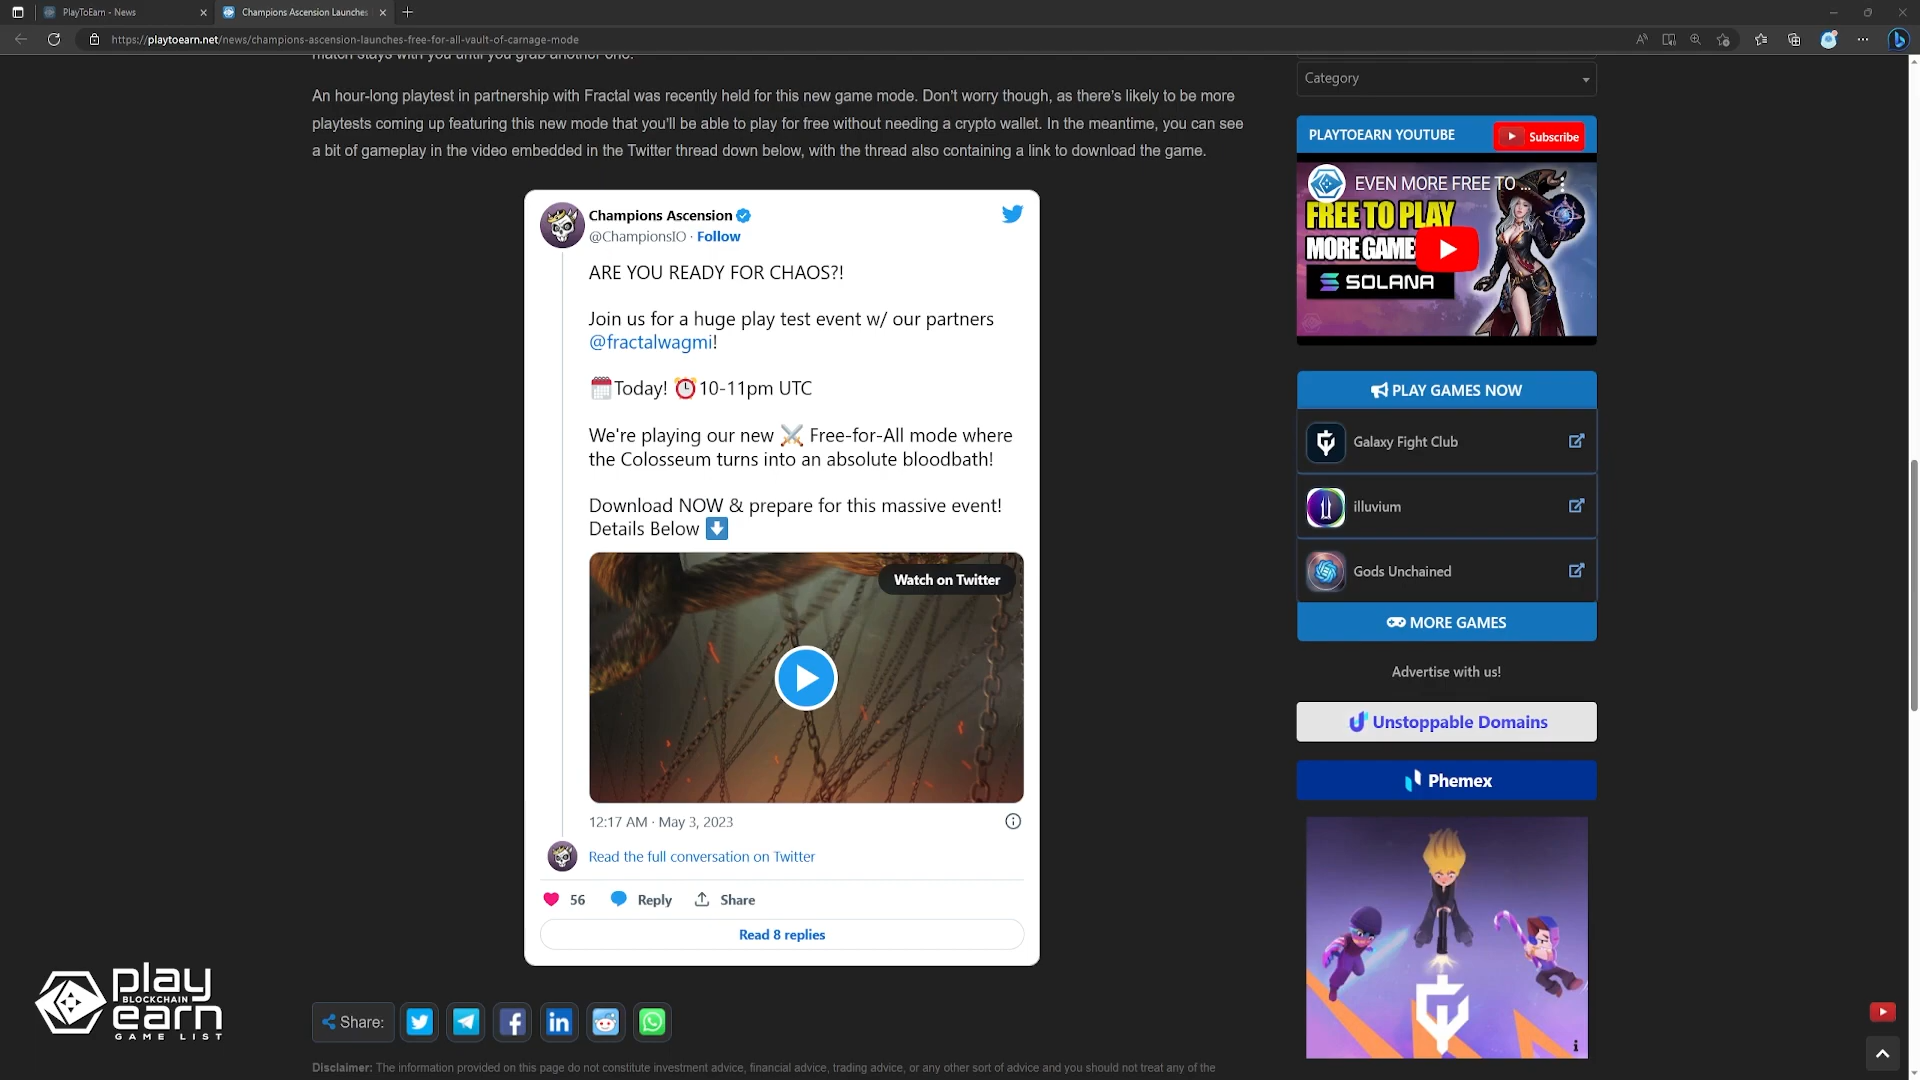 PlayToEarn - News
Champions Ascension Launches
https://playtoearn.net/news/champions-ascension-launches-free-for-all-vault-of-carnage-mode
match stays with you until you grab another one.
An hour-long playtest in partnership with Fractal was recently held for this new game mode. Don't worry though, as there's likely to be more
playtests coming up featuring this new mode that you'll be able to play for free without needing a crypto wallet. In the meantime, you can see
a bit of gameplay in the video embedded in the Twitter thread down below, with the thread also containing a link to download the game.
Champions Ascension
@ChampionsIO · Follow
ARE YOU READY FOR CHAOS?!
Join us for a huge play test event w/ our partners
@fractalwagmi!
Today! 10-11pm UTC
We're playing our new Free-for-All mode where
the Colosseum turns into an absolute bloodbath!
Download NOW & prepare for this massive event!
Details Below
Watch on Twitter
12:17 AM · May 3, 2023
Read the full conversation on Twitter
56 Reply Share
Read 8 replies
Share:
Disclaimer: The information provided on this page do not constitute investment advice, financial advice, trading advice, or any other sort of advice and you should not treat any of the
play
BLOCKCHAIN
earn
GAME LIST
Category
PLAYTOEARN YOUTUBE
Subscribe
EVEN MORE FREE TO ...
FREE TO PLAY
MORE GAME
SOLANA
PLAY GAMES NOW
Galaxy Fight Club
illuvium
Gods Unchained
MORE GAMES
Advertise with us!
Unstoppable Domains
Phemex